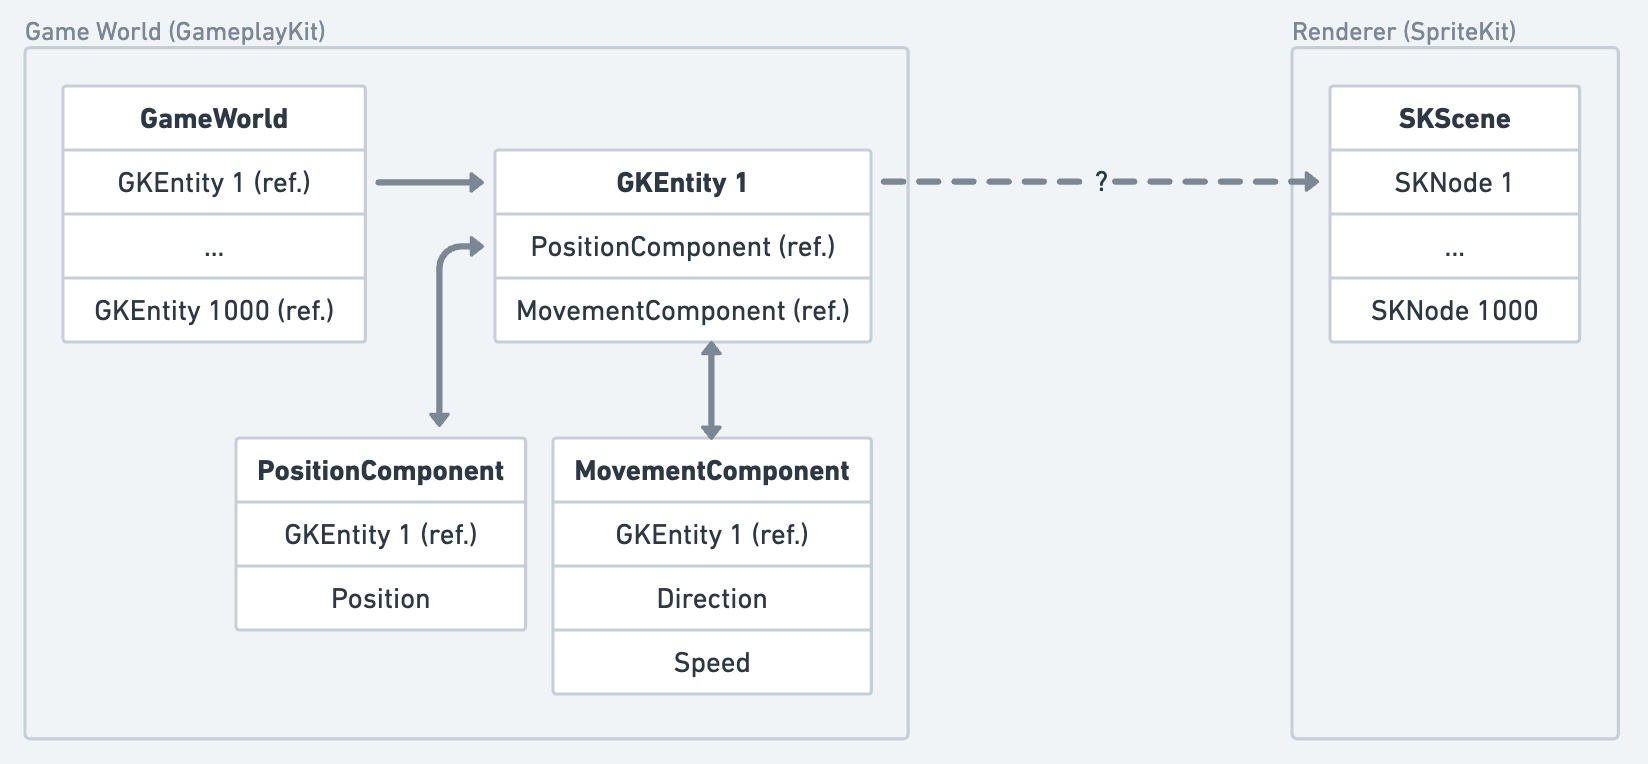 Game World (GameplayKit)
GameWorld
GKEntity 1 (ref.)
...
GKEntity 1000 (ref.)
GKEntity 1
PositionComponent (ref.)
MovementComponent (ref.)
PositionComponent
GKEntity 1 (ref.)
Position
MovementComponent
GKEntity 1 (ref.)
Direction
Speed
?
Renderer (SpriteKit)
SKScene
SKNode 1
...
SKNode 1000